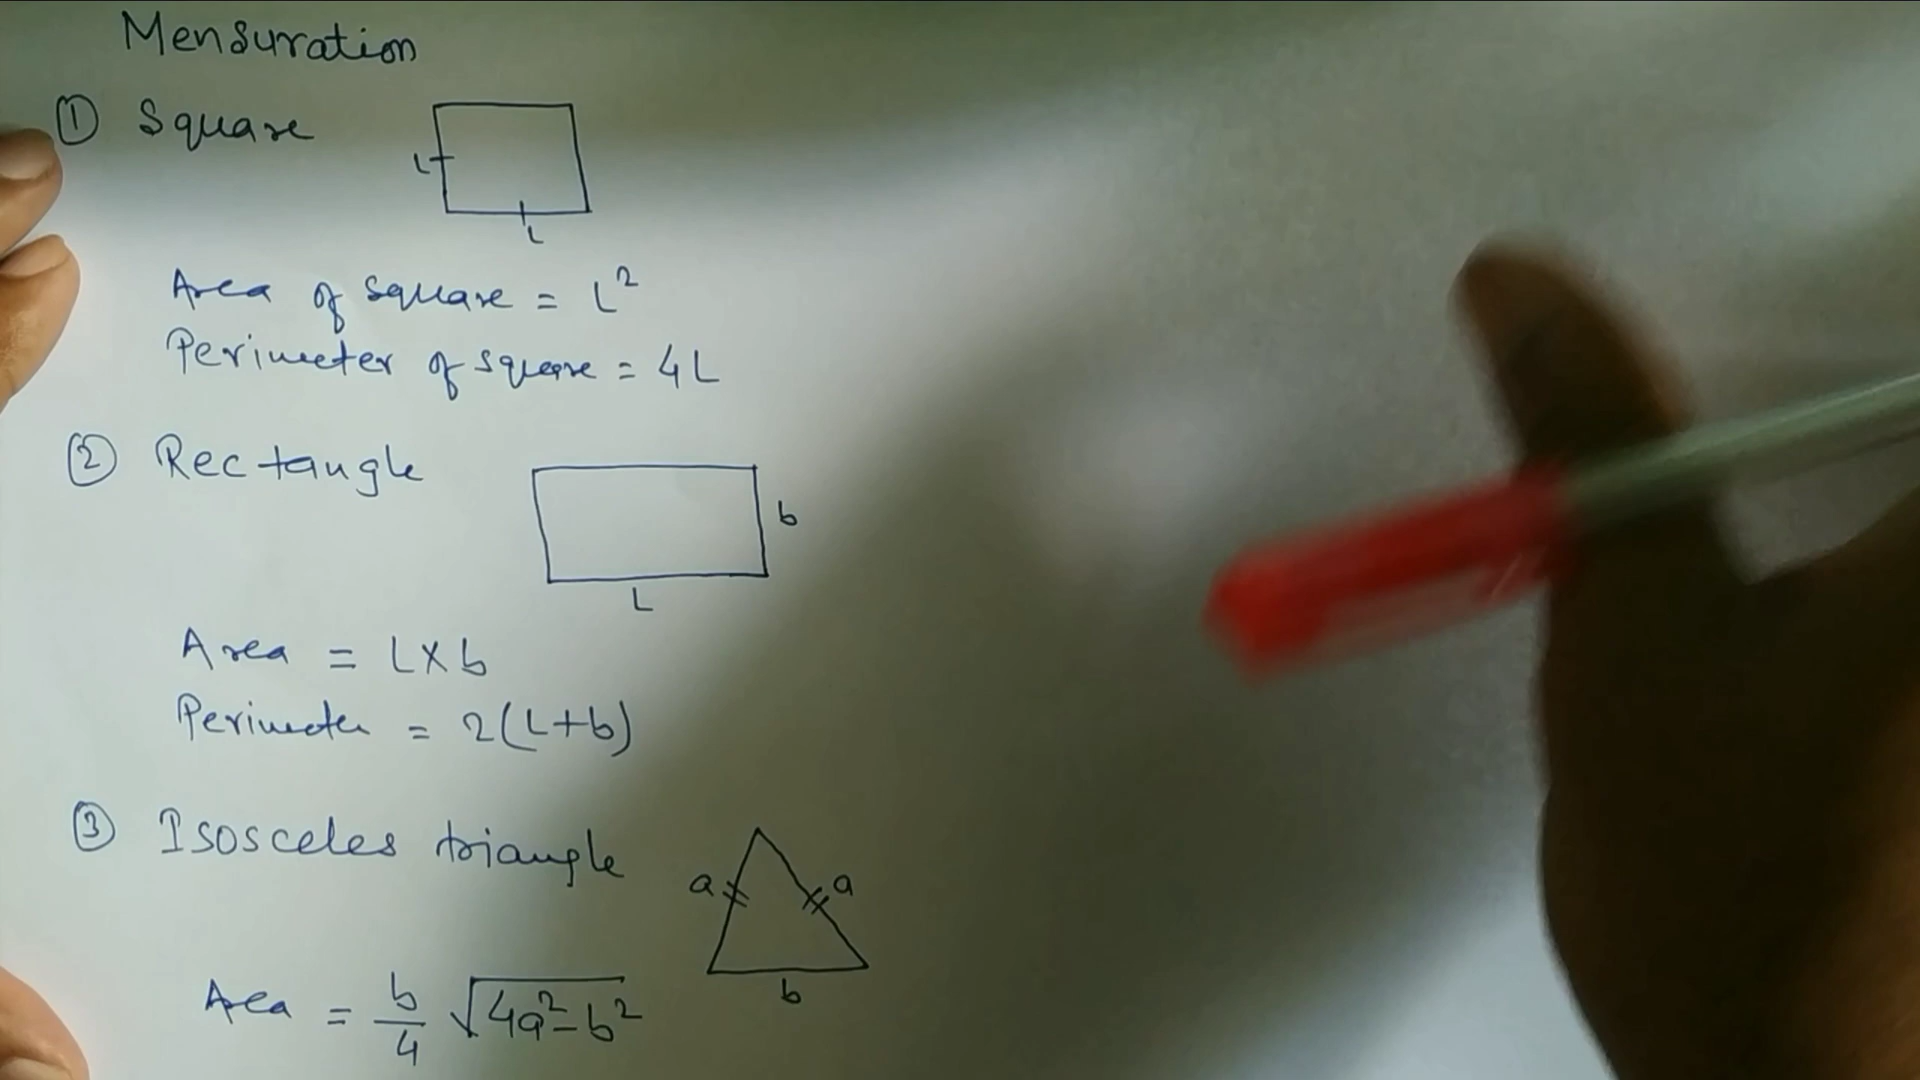 Mensuration
① Square
L
L
Area of square = L²
Perimeter of square = 4L
② Rectangle
b
L
Area = L×b
Perimeter = 2(L+b)
③ Isosceles triangle
a a
b
Area = b/4 √4a²-b²